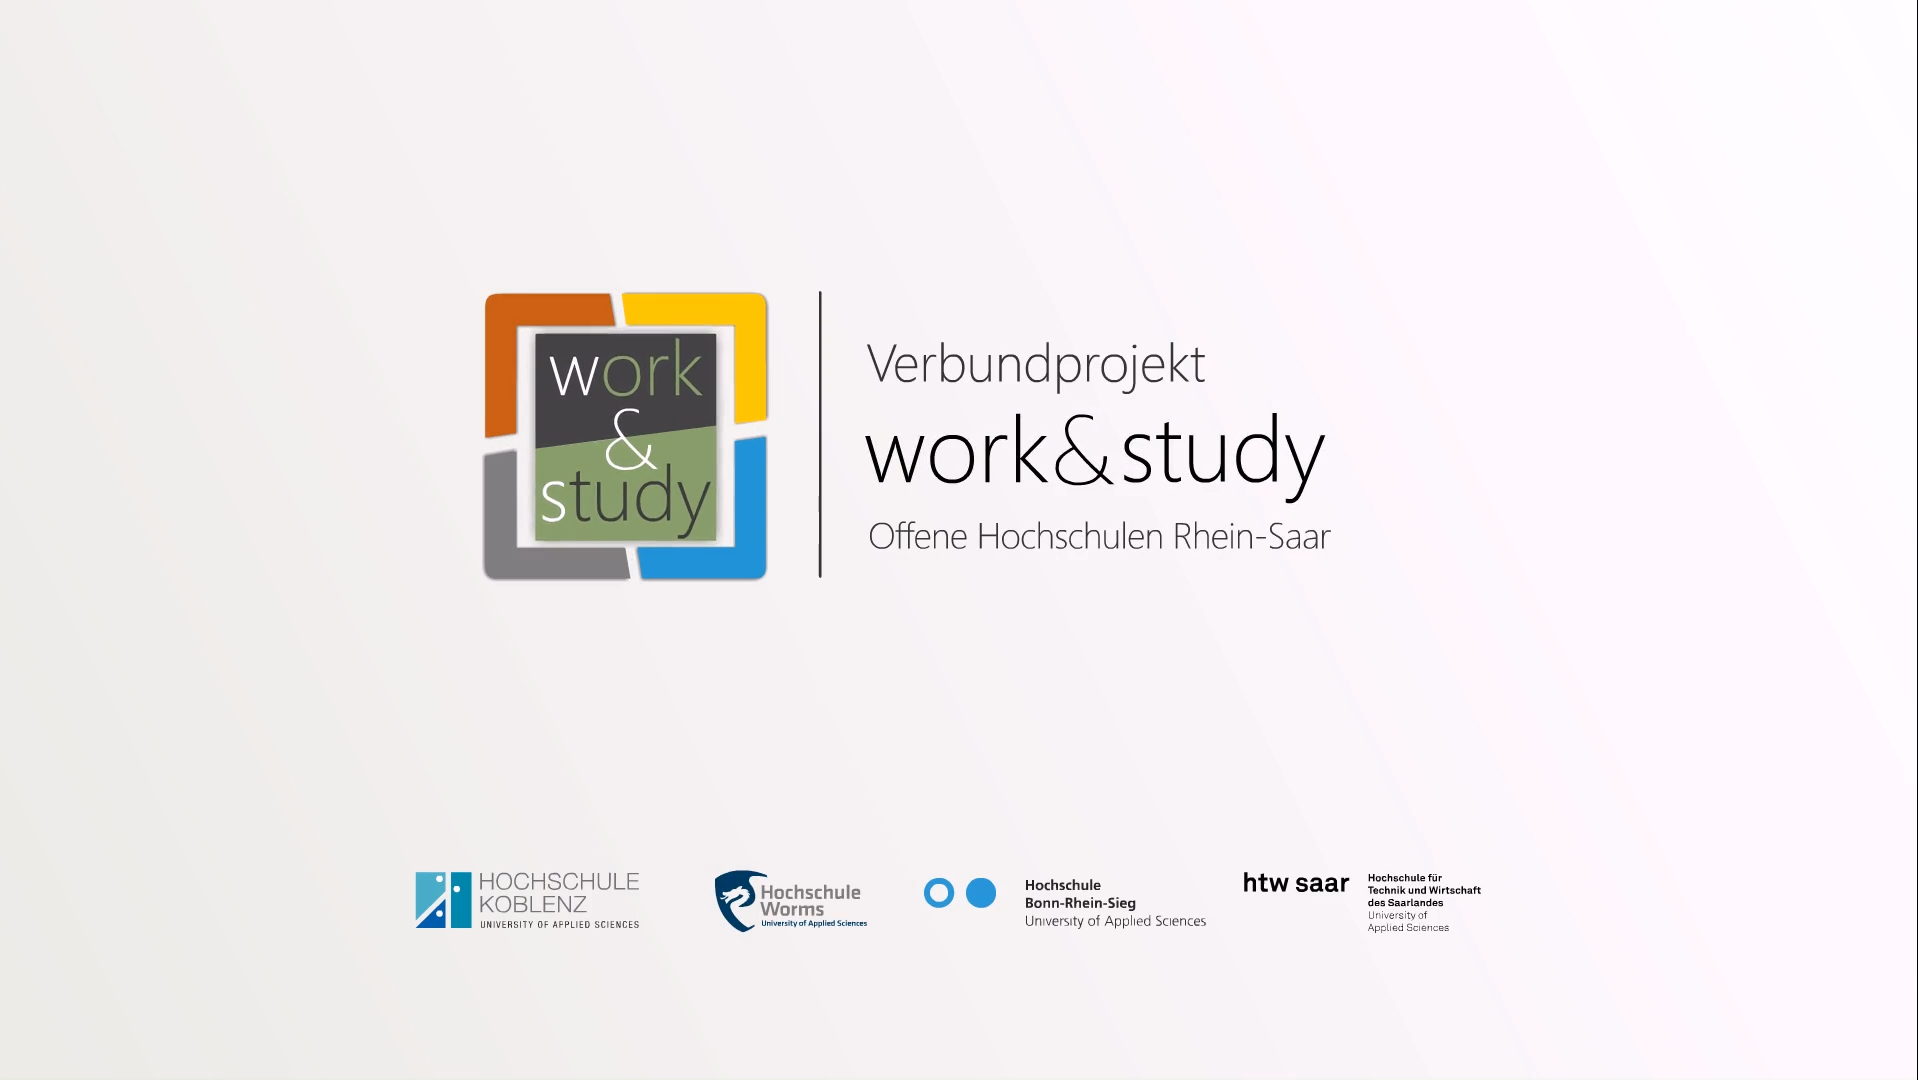 work
&
study
Verbundprojekt
work&study
Offene Hochschulen Rhein-Saar
HOCHSCHULE
KOBLENZ
UNIVERSITY OF APPLIED SCIENCES
Hochschule
Worms
University of Applied Sciences
Hochschule
Bonn-Rhein-Sieg
University of Applied Sciences
htw saar
Hochschule für
Technik und Wirtschaft
des Saarlandes
University of
Applied Sciences